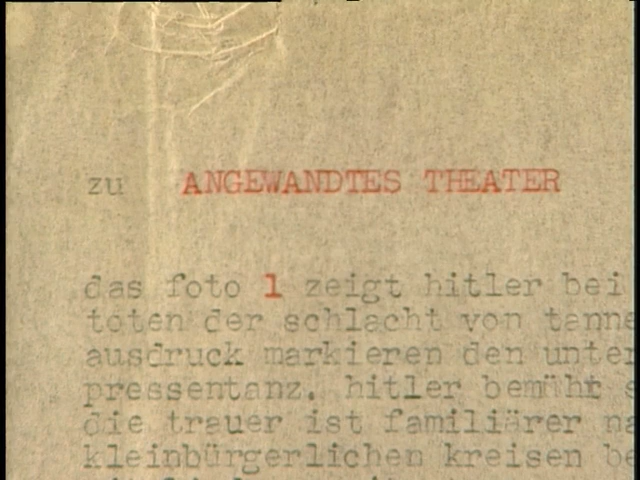 zu ANGEWANDTES THEATER
das foto 1 zeigt hitler bei
toten der schlacht von tanne
ausdruck markieren den unter
pressentanz. hitler bemüht s
die trauer ist familiärer na
kleinbürgerlichen kreisen be